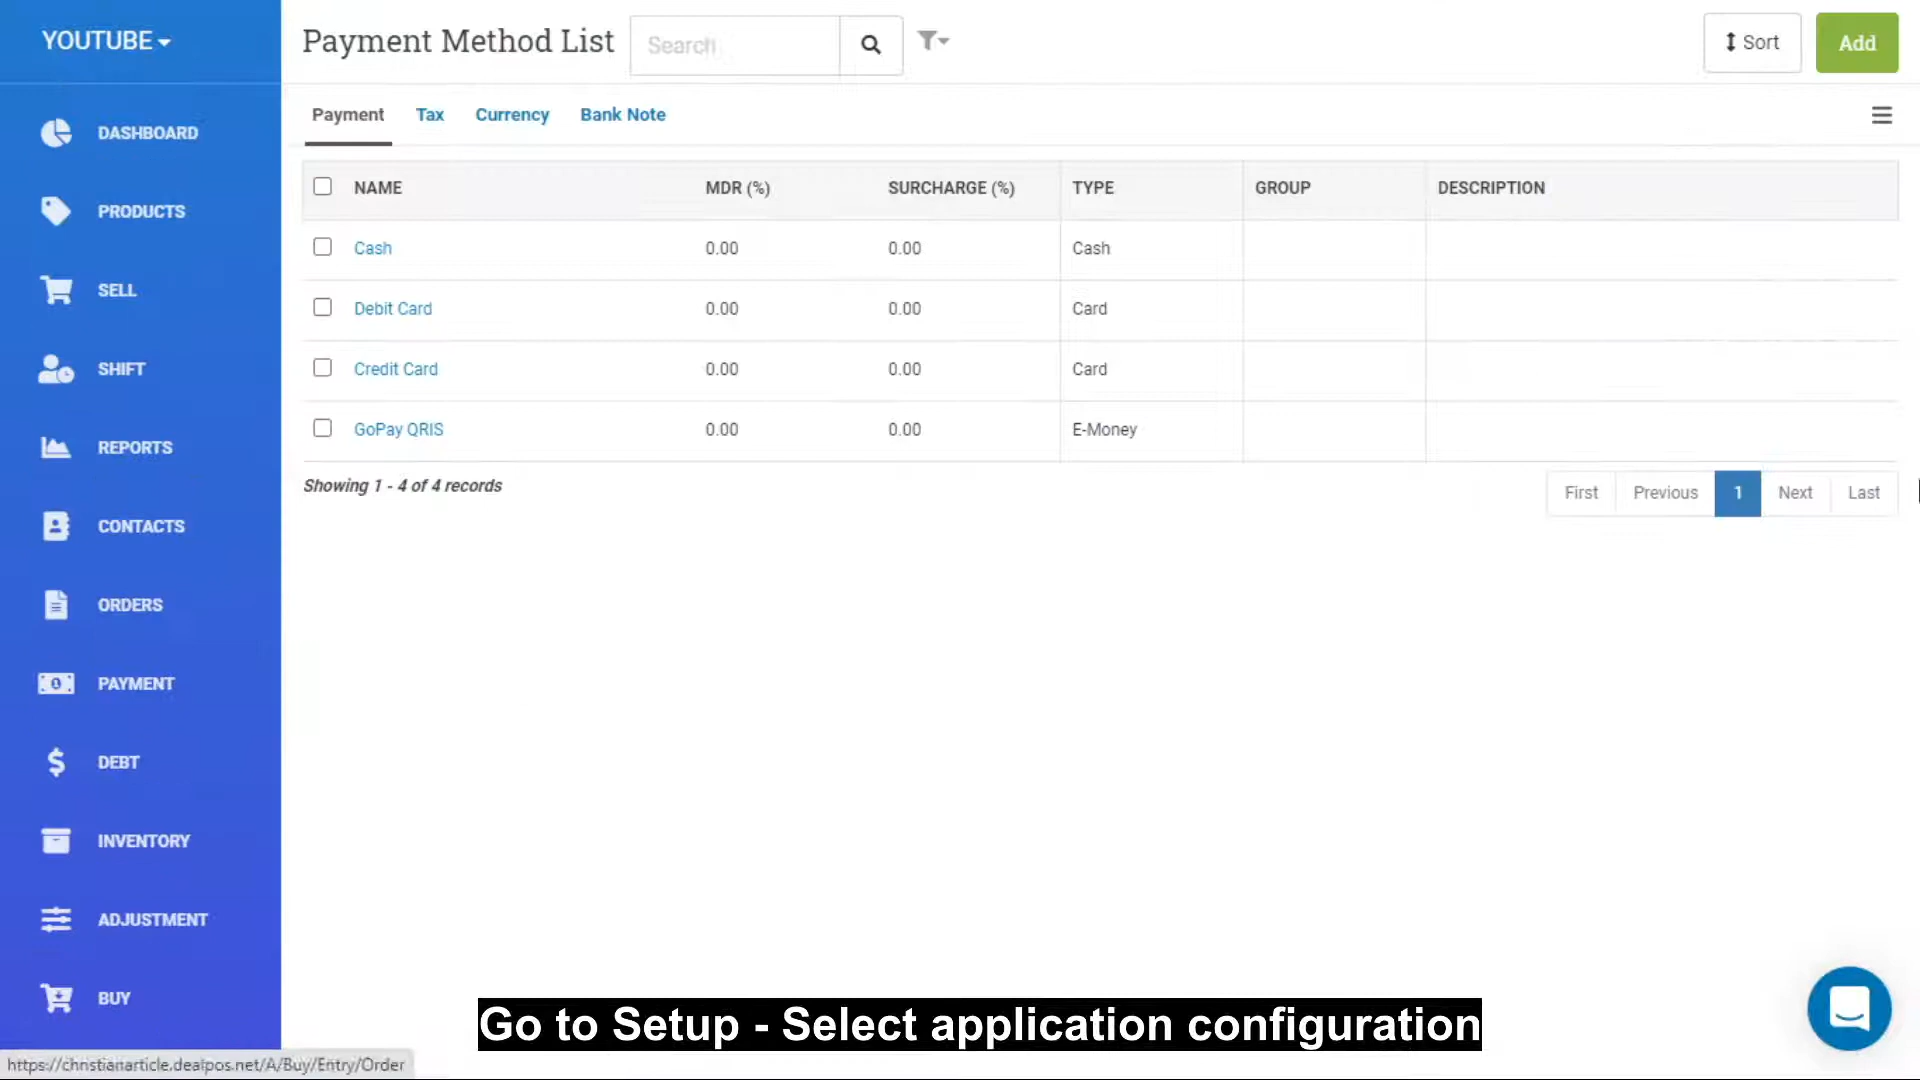 YOUTUBE
Payment Method List
Search
Sort
Add
Payment Tax Currency Bank Note
DASHBOARD
PRODUCTS
SELL
SHIFT
REPORTS
CONTACTS
ORDERS
PAYMENT
DEBT
INVENTORY
ADJUSTMENT
BUY
NAME MDR (%) SURCHARGE (%) TYPE GROUP DESCRIPTION
Cash 0.00 0.00 Cash
Debit Card 0.00 0.00 Card
Credit Card 0.00 0.00 Card
GoPay QRIS 0.00 0.00 E-Money
Showing 1 - 4 of 4 records
First Previous 1 Next Last
Go to Setup - Select application configuration
https://christianarticle.dealpos.net/A/Buy/Entry/Order